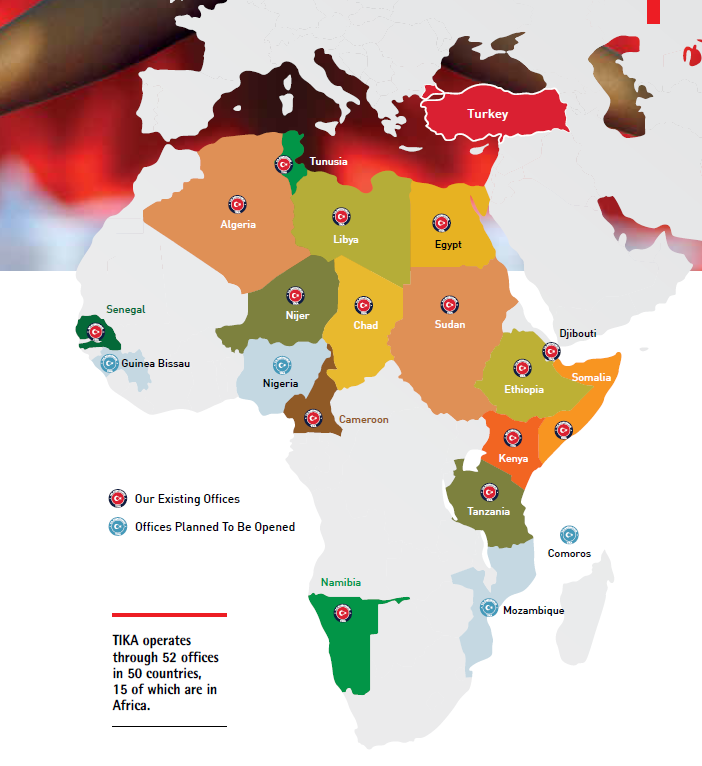 Turkey
Tunusia
Algeria
Libya
Egypt
Nijer
Chad
Sudan
Senegal
Djibouti
Guinea Bissau
Somalia
Nigeria
Ethiopia
Cameroon
Kenya
Our Existing Offices
Tanzania
Offices Planned To Be Opened
Comoros
Namibia
Mozambique
TIKA operates
through 52 offices
in 50 countries,
15 of which are in
Africa.